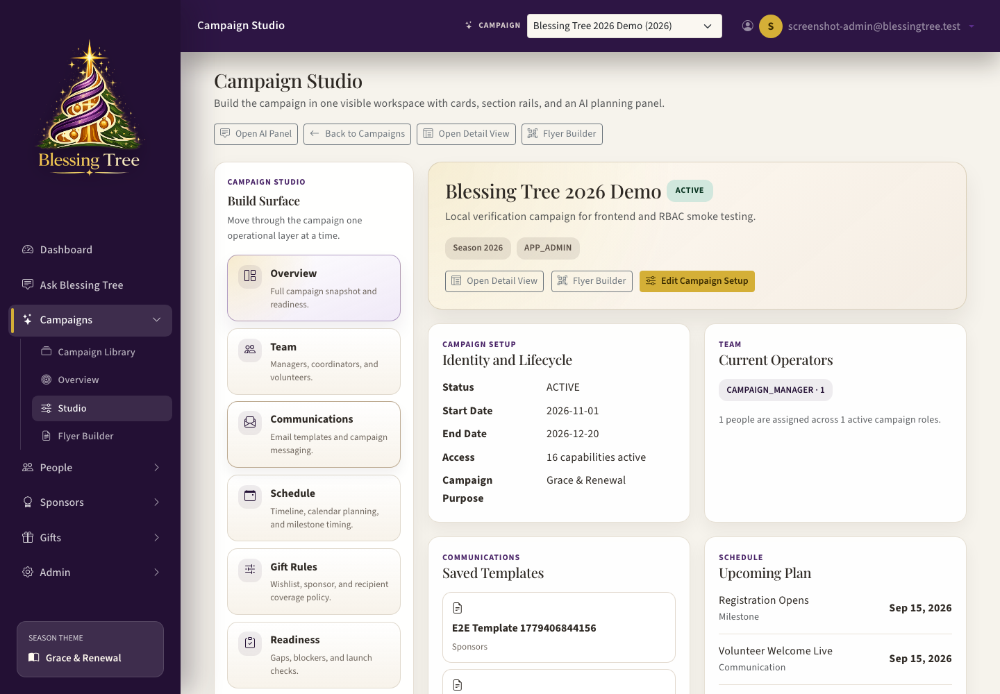 Blessing Tree
Dashboard
Ask Blessing Tree
Campaigns
Campaign Library
Overview
Studio
Flyer Builder
People
Sponsors
Gifts
Admin
SEASON THEME
Grace & Renewal
Campaign Studio
CAMPAIGN
Blessing Tree 2026 Demo (2026)
S
screenshot-admin@blessingtree.test
Campaign Studio
Build the campaign in one visible workspace with cards, section rails, and an AI planning panel.
Open AI Panel
Back to Campaigns
Open Detail View
Flyer Builder
CAMPAIGN STUDIO
Build Surface
Move through the campaign one
operational layer at a time.
Overview
Full campaign snapshot and
readiness.
Team
Managers, coordinators, and
volunteers.
Communications
Email templates and campaign
messaging.
Schedule
Timeline, calendar planning,
and milestone timing.
Gift Rules
Wishlist, sponsor, and recipient
coverage policy.
Readiness
Gaps, blockers, and launch
checks.
Blessing Tree 2026 Demo ACTIVE
Local verification campaign for frontend and RBAC smoke testing.
Season 2026
APP_ADMIN
Open Detail View
Flyer Builder
Edit Campaign Setup
CAMPAIGN SETUP
Identity and Lifecycle
Status ACTIVE
Start Date 2026-11-01
End Date 2026-12-20
Access 16 capabilities active
Campaign Grace & Renewal
Purpose
TEAM
Current Operators
CAMPAIGN_MANAGER · 1
1 people are assigned across 1 active campaign roles.
COMMUNICATIONS
Saved Templates
E2E Template 1779406844156
Sponsors
SCHEDULE
Upcoming Plan
Registration Opens
Milestone
Sep 15, 2026
Volunteer Welcome Live
Communication
Sep 15, 2026